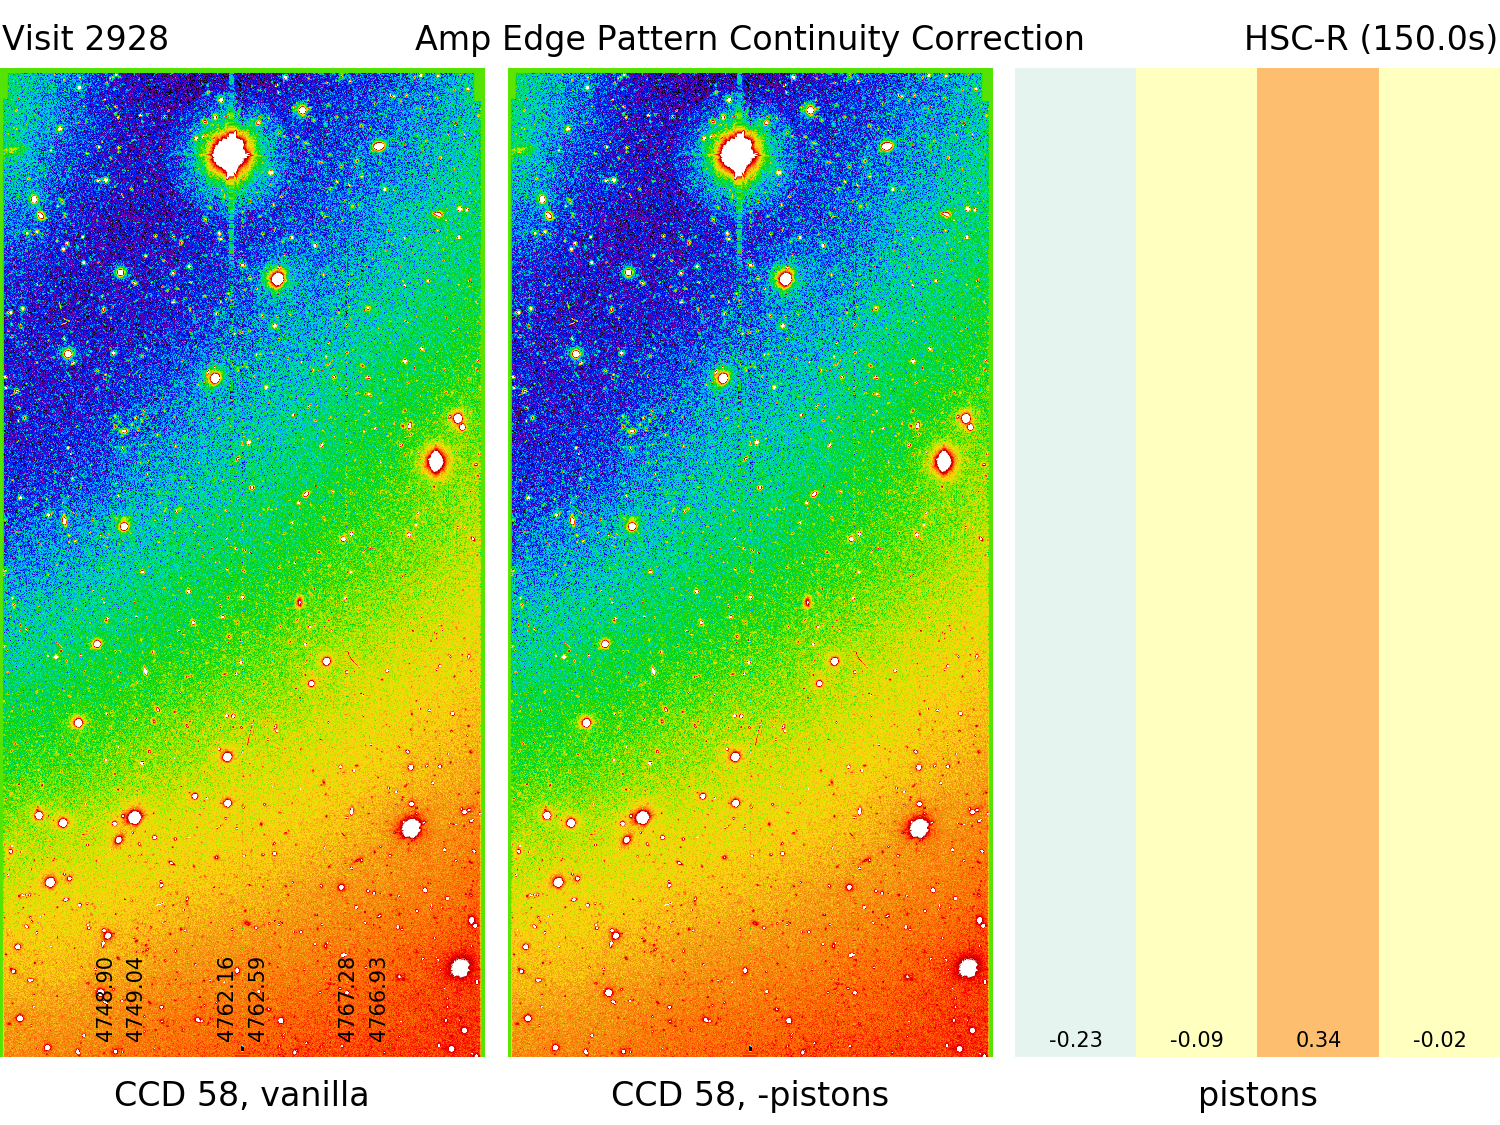 Visit 2928 Amp Edge Pattern Continuity Correction HSC-R (150.0s)
4748.90
4749.04
4762.16
4762.59
4767.28
4766.93
-0.23 -0.09 0.34 -0.02
CCD 58, vanilla CCD 58, -pistons pistons